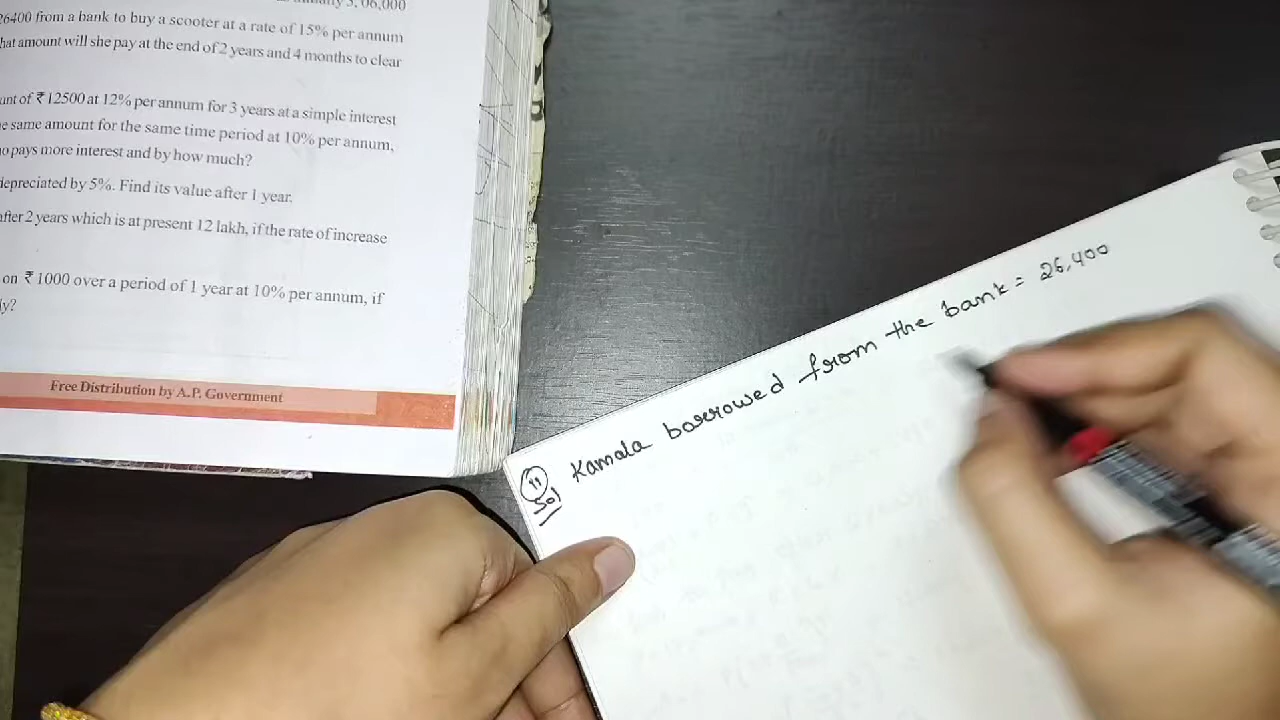 3, 06,000
26400 from a bank to buy a scooter at a rate of 15% per annum
hat amount will she pay at the end of 2 years and 4 months to clear
unt of ₹ 12500 at 12% per annum for 3 years at a simple interest
e same amount for the same time period at 10% per annum,
o pays more interest and by how much?
depreciated by 5%. Find its value after 1 year.
after 2 years which is at present 12 lakh, if the rate of increase
on ₹ 1000 over a period of 1 year at 10% per annum, if
ly?
Free Distribution by A.P. Government
11 Kamala borrowed from the bank = 26,400
Sol